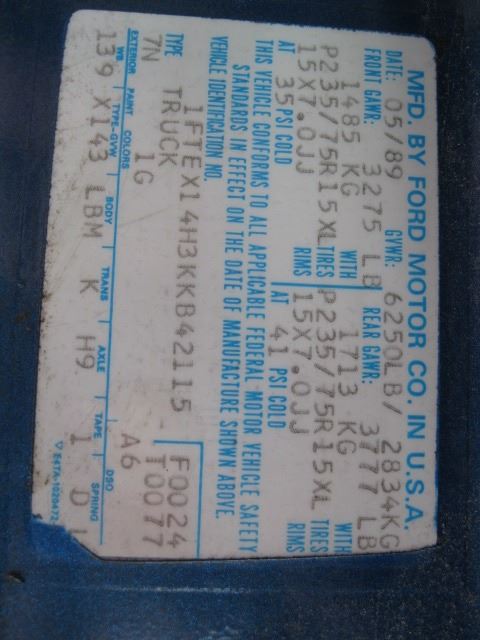 MFD. BY FORD MOTOR CO. IN U.S.A.
DATE: 05/89 GVWR: 6250LB/ 2834KG
FRONT GAWR: 3275 LB REAR GAWR: 3777 LB
1485 KG WITH 1713 KG WITH
P235/75R15XL TIRES P235/75R15XL TIRES
15X7.0JJ RIMS 15X7.0JJ RIMS
AT 35 PSI COLD AT 41 PSI COLD
THIS VEHICLE CONFORMS TO ALL APPLICABLE FEDERAL MOTOR VEHICLE SAFETY
STANDARDS IN EFFECT ON THE DATE OF MANUFACTURE SHOWN ABOVE.
VEHICLE IDENTIFICATION NO.
1FTEX14H3KKB42115 F0024
TYPE TRUCK T0077
7N 1G A6
EXTERIOR PAINT COLORS DSO
WB TYPE-GVW BODY TRANS AXLE TAPE SPRING
139 X143 LBM K H9 1 D